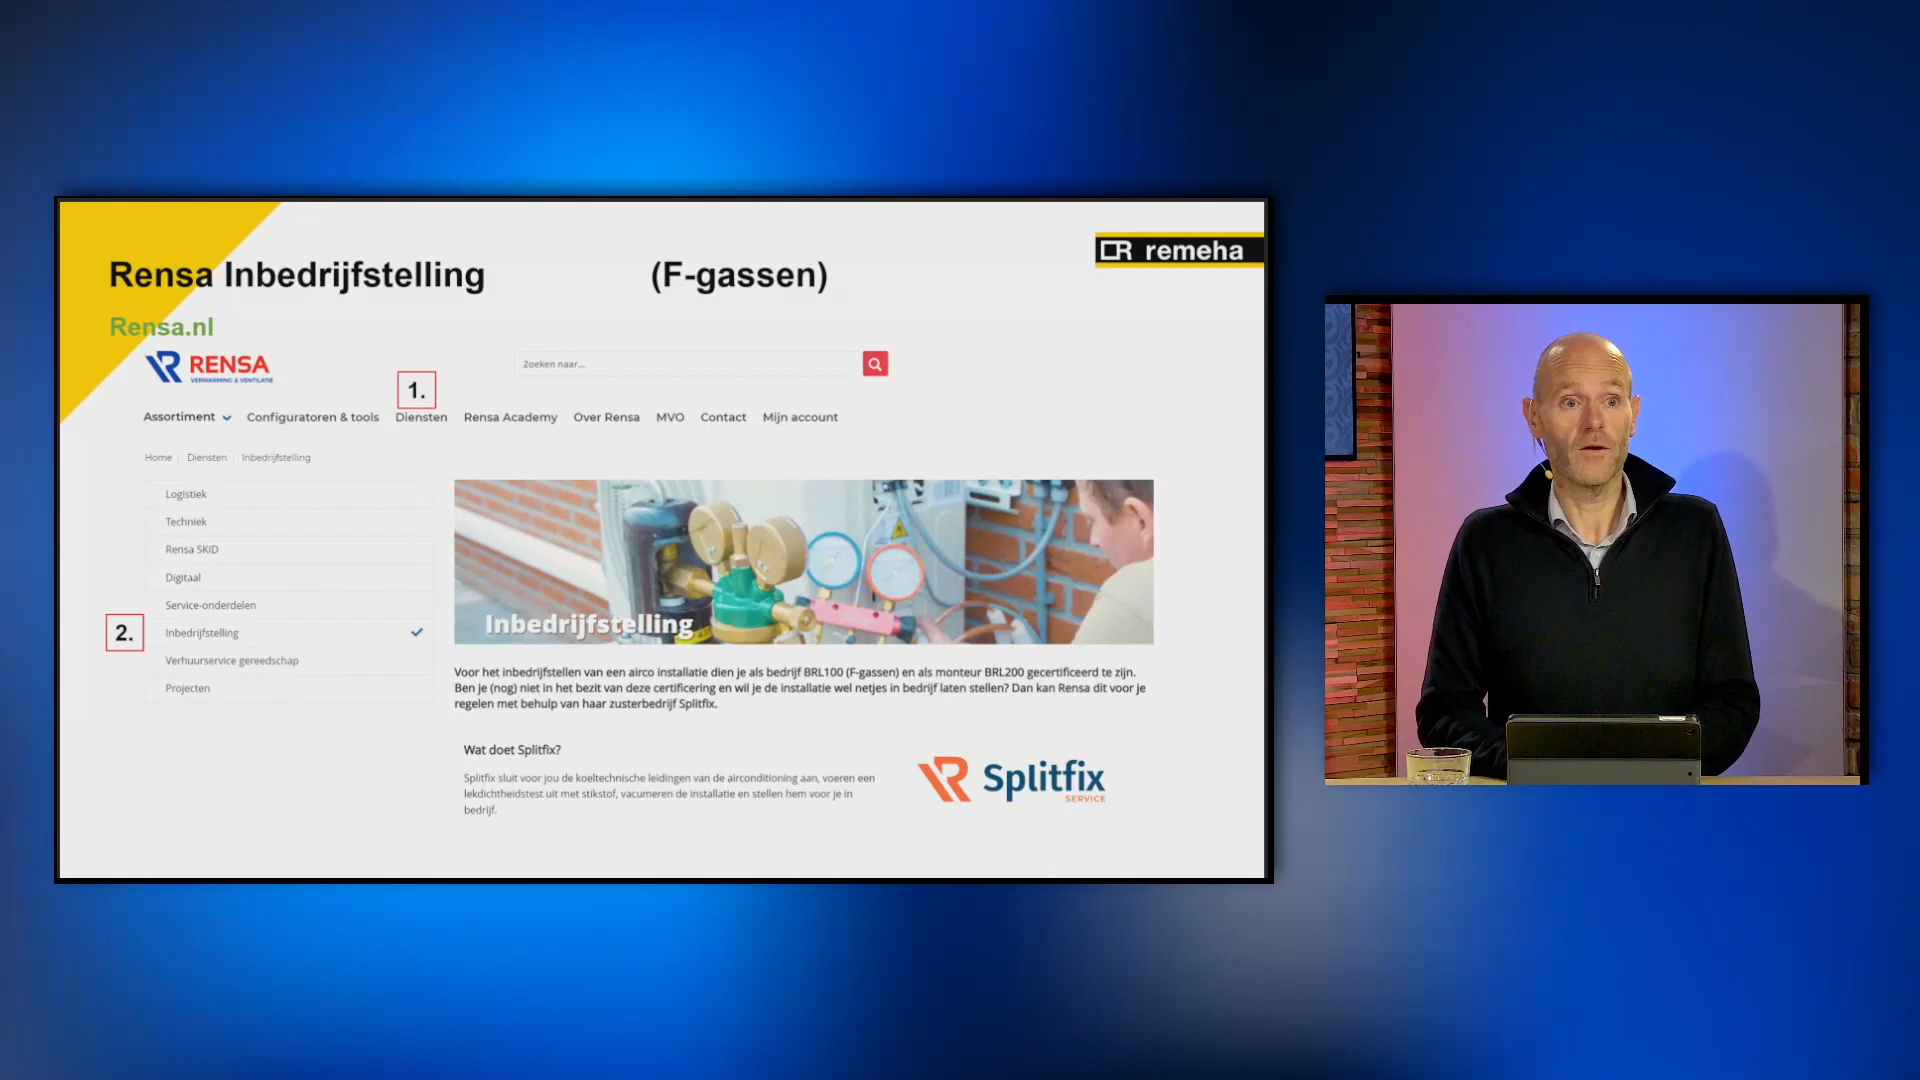 Rensa Inbedrijfstelling (F-gassen)
remeha
Rensa.nl
RENSA
VERWARMING & VENTILATIE
Zoeken naar...
1.
Assortiment Configuratoren & tools Diensten Rensa Academy Over Rensa MVO Contact Mijn account
Home Diensten Inbedrijfstelling
Logistiek
Techniek
Rensa SKID
Digitaal
Service-onderdelen
2.
Inbedrijfstelling
Verhuurservice gereedschap
Projecten
Inbedrijfstelling
Voor het inbedrijfstellen van een airco installatie dien je als bedrijf BRL100 (F-gassen) en als monteur BRL200 gecertificeerd te zijn.
Ben je (nog) niet in het bezit van deze certificering en wil je de installatie wel netjes in bedrijf laten stellen? Dan kan Rensa dit voor je
regelen met behulp van haar zusterbedrijf Splitfix.
Wat doet Splitfix?
Splitfix sluit voor jou de koeltechnische leidingen van de airconditioning aan, voeren een
lekdichtheidstest uit met stikstof, vacumeren de installatie en stellen hem voor je in
bedrijf.
Splitfix
SERVICE